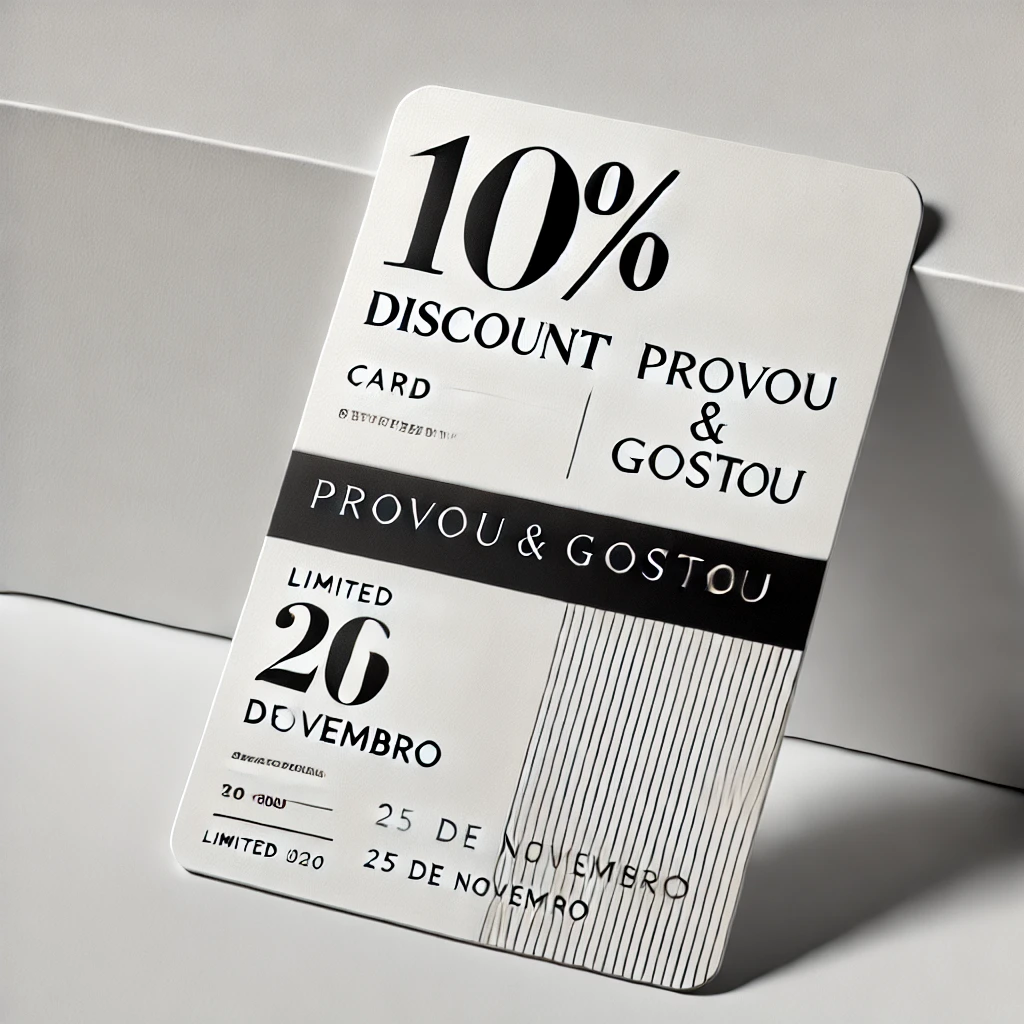 10%
DISCOUNT
CARD
PROVOU
&
GOSTOU
PROVOU & GOSTOU
LIMITED
26
DOVEMBRO
20
LIMITED 020
25 DE NOVEMBRO
25 DE NOVEMRO